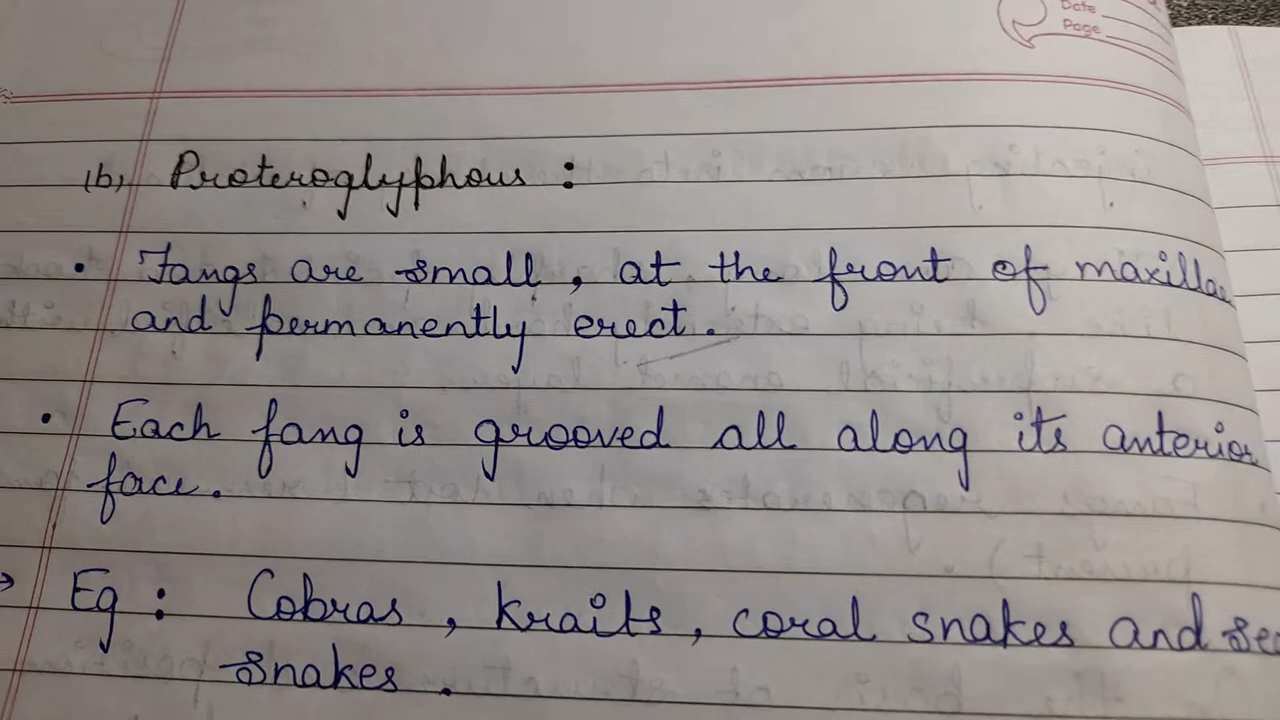 Date
Page
(b) Proteroglyphous :
• Fangs are small, at the front of maxillae
and permanently erect.
• Each fang is grooved all along its anterior
face.
→ Eg : Cobras, kraits, coral snakes and sea
snakes.